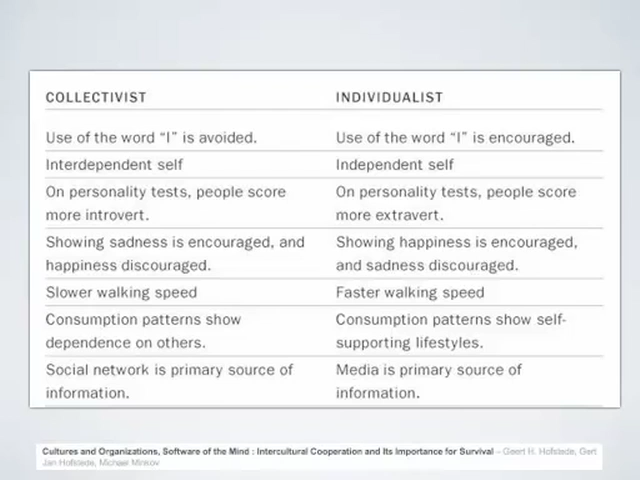 COLLECTIVIST INDIVIDUALIST
Use of the word “I” is avoided. Use of the word “I” is encouraged.
Interdependent self Independent self
On personality tests, people score On personality tests, people score
more introvert. more extravert.
Showing sadness is encouraged, and Showing happiness is encouraged,
happiness discouraged. and sadness discouraged.
Slower walking speed Faster walking speed
Consumption patterns show Consumption patterns show self-
dependence on others. supporting lifestyles.
Social network is primary source of Media is primary source of
information. information.
Cultures and Organizations, Software of the Mind : Intercultural Cooperation and Its Importance for Survival – Geert H. Hofstede, Gert
Jan Hofstede, Michael Minkov